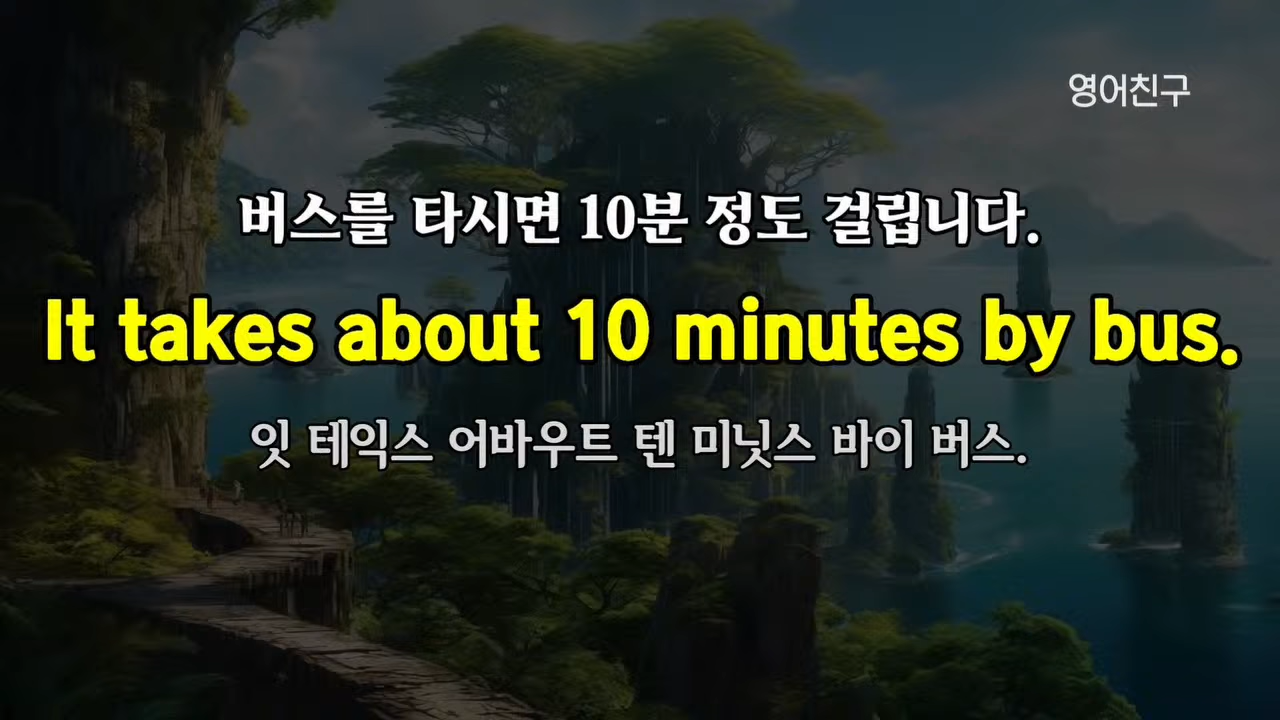 영어친구
버스를 타시면 10분 정도 걸립니다.
It takes about 10 minutes by bus.
잇 테익스 어바우트 텐 미닛스 바이 버스.